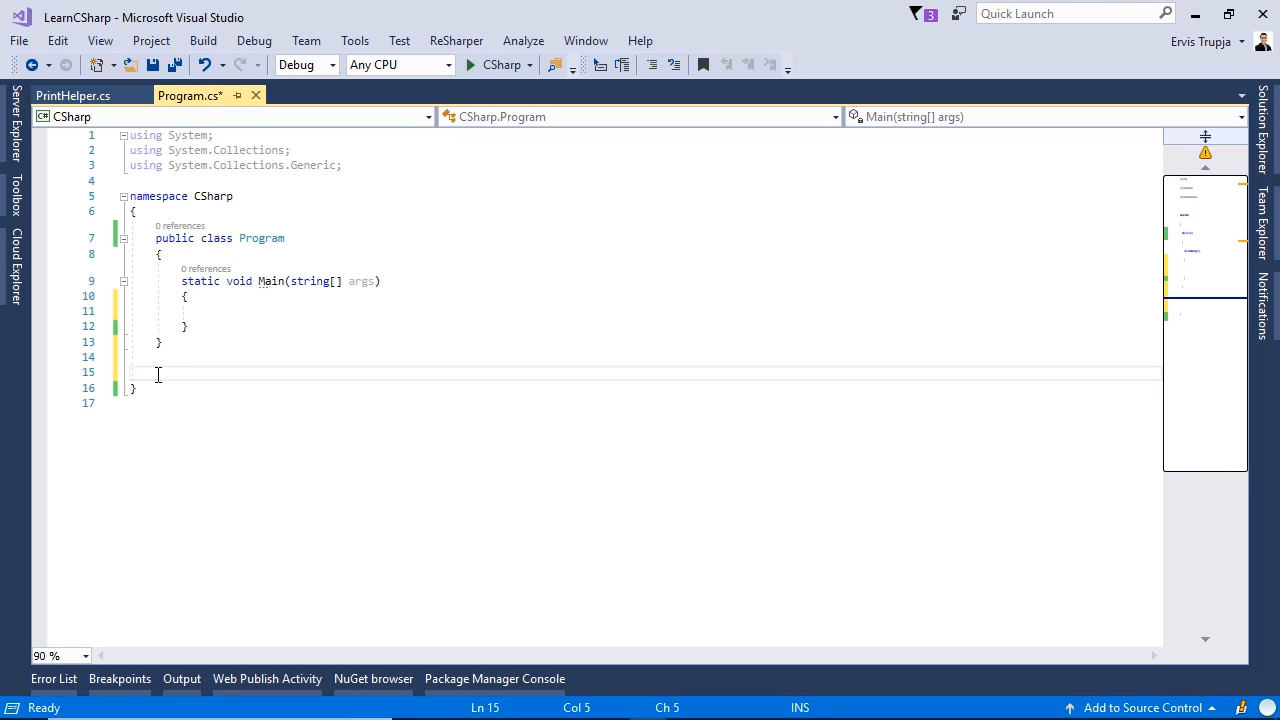 LearnCSharp - Microsoft Visual Studio
3
Quick Launch
File Edit View Project Build Debug Team Tools Test ReSharper Analyze Window Help
Ervis Trupja
Debug Any CPU CSharp
PrintHelper.cs Program.cs*
C# CSharp CSharp.Program Main(string[] args)
Server Explorer
Toolbox
Cloud Explorer
1 using System;
2 using System.Collections;
3 using System.Collections.Generic;
4
5 namespace CSharp
6 {
0 references
7 public class Program
8 {
0 references
9 static void Main(string[] args)
10 {
11
12 }
13 }
14
15
16 }
17
Solution Explorer
Team Explorer
Notifications
90 %
Error List Breakpoints Output Web Publish Activity NuGet browser Package Manager Console
Ready Ln 15 Col 5 Ch 5 INS Add to Source Control